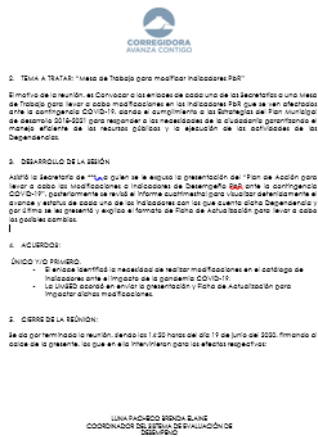 CORREGIDORA
AVANZA CONTIGO
2. TEMA A TRATAR: "Mesa de Trabajo para modificar Indicadores PbR"
El motivo de la reunión, es Convocar a los enlaces de cada una de las Secretarías a una Mesa
de Trabajo para llevar a cabo modificaciones en los Indicadores PbR que se ven afectados
ante la contingencia COVID-19, dando el cumplimiento a las Estrategias del Plan Municipal
de desarrollo 2018-2021 para responder a las necesidades de la ciudadanía garantizando el
manejo eficiente de los recursos públicos y la ejecución de las actividades de las
Dependencias.
3. DESARROLLO DE LA SESIÓN
Asistió la Secretaría de a quien se le expuso la presentación del "Plan de Acción para
llevar a cabo las Modificaciones a Indicadores de Desempeño PbR ante la contingencia
COVID-19", posteriormente se revisó el informe cuatrimestral para visualizar detenidamente el
avance y estatus de cada uno de los indicadores con los que cuenta dicha Dependencia y
por último se les presentó y explico el formato de Ficha de Actualización para llevar a cabo
los posibles cambios.
4. ACUERDOS:
ÚNICO Y/O PRIMERO.
- El enlace identificó la necesidad de realizar modificaciones en el catálogo de
indicadores ante el impacto de la pandemia COVID-19.
- La UMSED acordó en enviar la presentación y Ficha de Actualización para
impactar dichas modificaciones.
5. CIERRE DE LA REUNIÓN:
Se da por terminada la reunión, siendo las 14:30 horas del día 19 de junio del 2020, firmando al
calce de la presente, los que en ella intervinieron para los efectos respectivos:
LUNA PACHECO BRENDA ELAINE
COORDINADOR DEL SISTEMA DE EVALUACIÓN DE
DESEMPEÑO